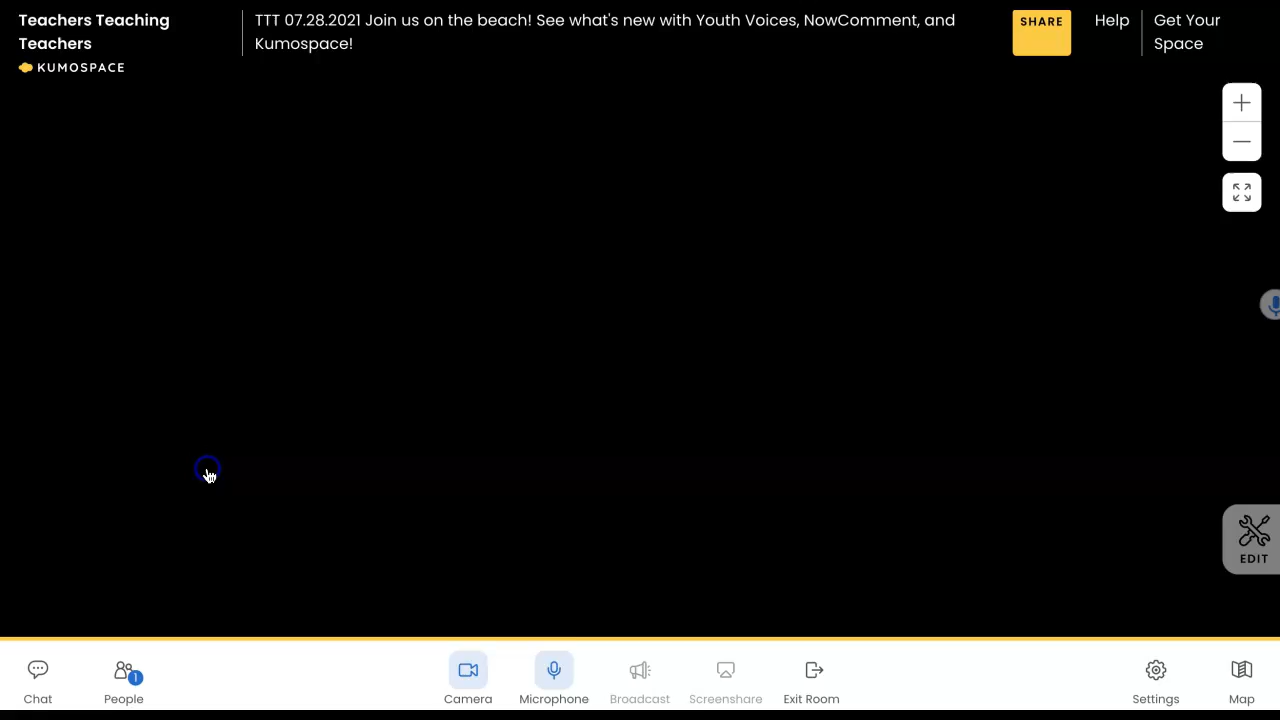 Teachers Teaching
Teachers
KUMOSPACE
TTT 07.28.2021 Join us on the beach! See what's new with Youth Voices, NowComment, and
Kumospace!
SHARE
Help
Get Your
Space
EDIT
Chat
1
People
Camera
Microphone
Broadcast
Screenshare
Exit Room
Settings
Map